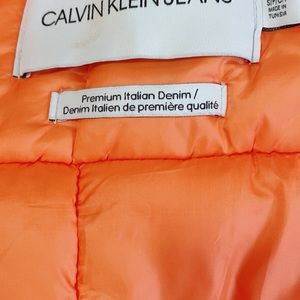 CALVIN KLEIN JEANS
MADE IN
TUNISIA
Premium Italian Denim /
Denim Italien de première qualité